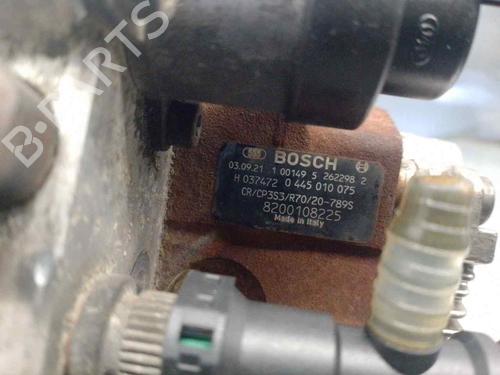 BOSCH
03.09.21 1 00149 5 262298 2
H 037472 0 445 010 075
CR/CP3S3/R70/20-789S
8200108225
Made in Italy
B-PARTS